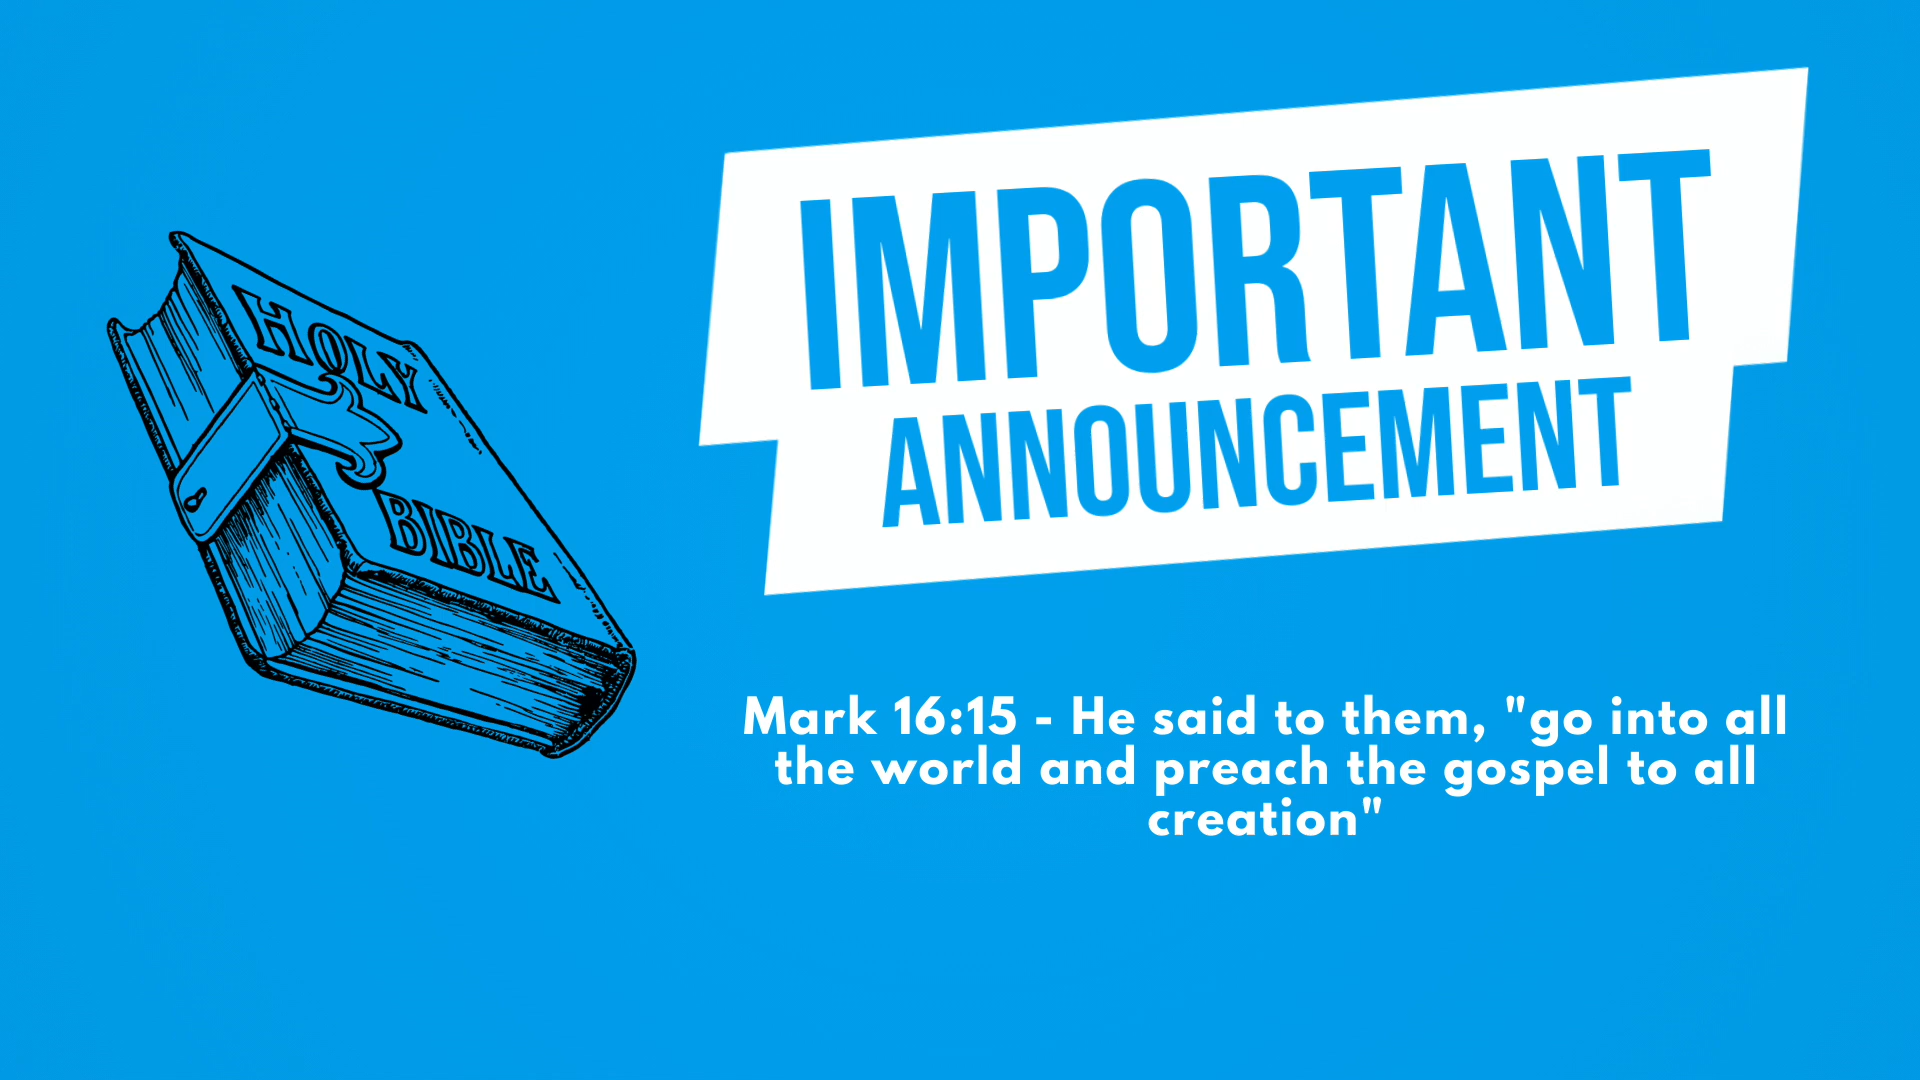 HOLY
BIBLE
IMPORTANT
ANNOUNCEMENT
Mark 16:15 - He said to them, "go into all
the world and preach the gospel to all
creation"